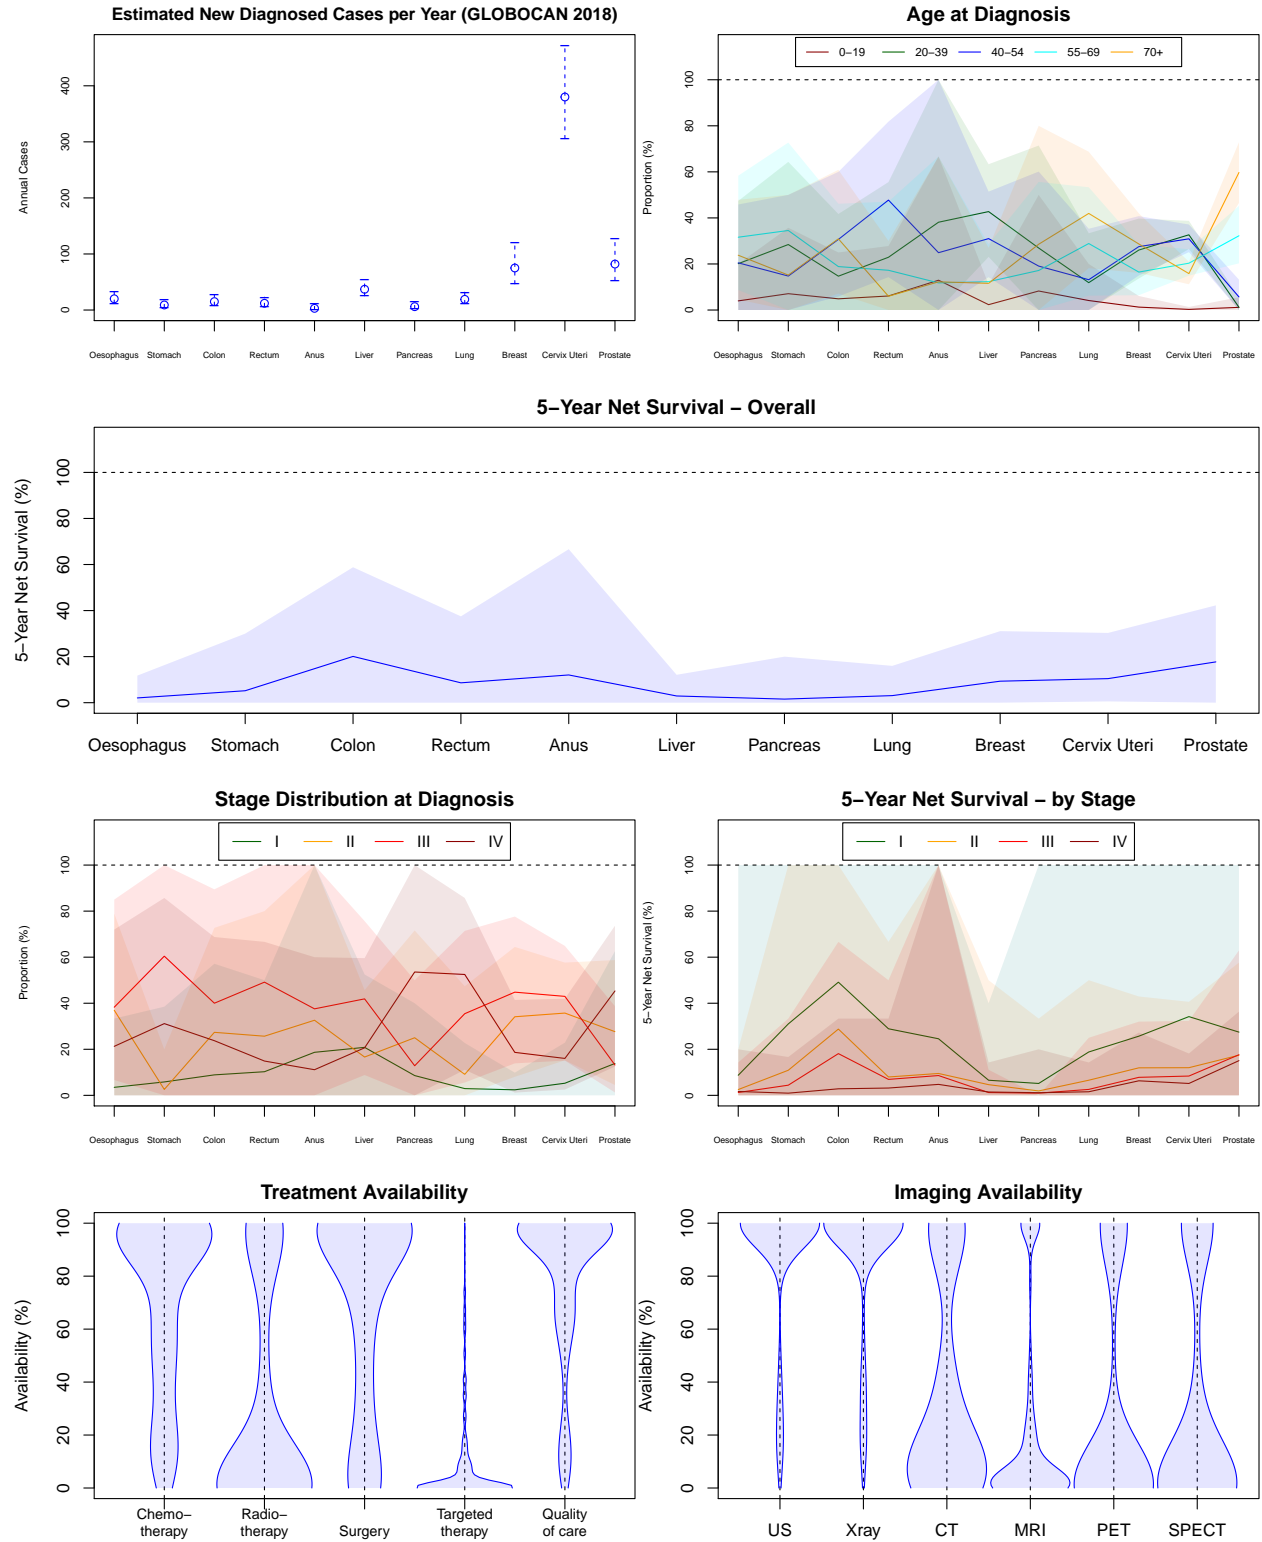 Estimated New Diagnosed Cases per Year (GLOBOCAN 2018)
Annual Cases
0
100
200
300
400
Oesophagus Stomach Colon Rectum Anus Liver Pancreas Lung Breast Cervix Uteri Prostate
Age at Diagnosis
0−19 20−39 40−54 55−69 70+
Proportion (%)
0
20
40
60
80
100
Oesophagus Stomach Colon Rectum Anus Liver Pancreas Lung Breast Cervix Uteri Prostate
5−Year Net Survival − Overall
5−Year Net Survival (%)
0
20
40
60
80
100
Oesophagus Stomach Colon Rectum Anus Liver Pancreas Lung Breast Cervix Uteri Prostate
Stage Distribution at Diagnosis
I II III IV
Proportion (%)
0
20
40
60
80
100
Oesophagus Stomach Colon Rectum Anus Liver Pancreas Lung Breast Cervix Uteri Prostate
5−Year Net Survival − by Stage
I II III IV
5−Year Net Survival (%)
0
20
40
60
80
100
Oesophagus Stomach Colon Rectum Anus Liver Pancreas Lung Breast Cervix Uteri Prostate
Treatment Availability
Availability (%)
0
20
40
60
80
100
Chemo−
therapy
Radio−
therapy
Surgery
Targeted
therapy
Quality
of care
Imaging Availability
Availability (%)
0
20
40
60
80
100
US Xray CT MRI PET SPECT